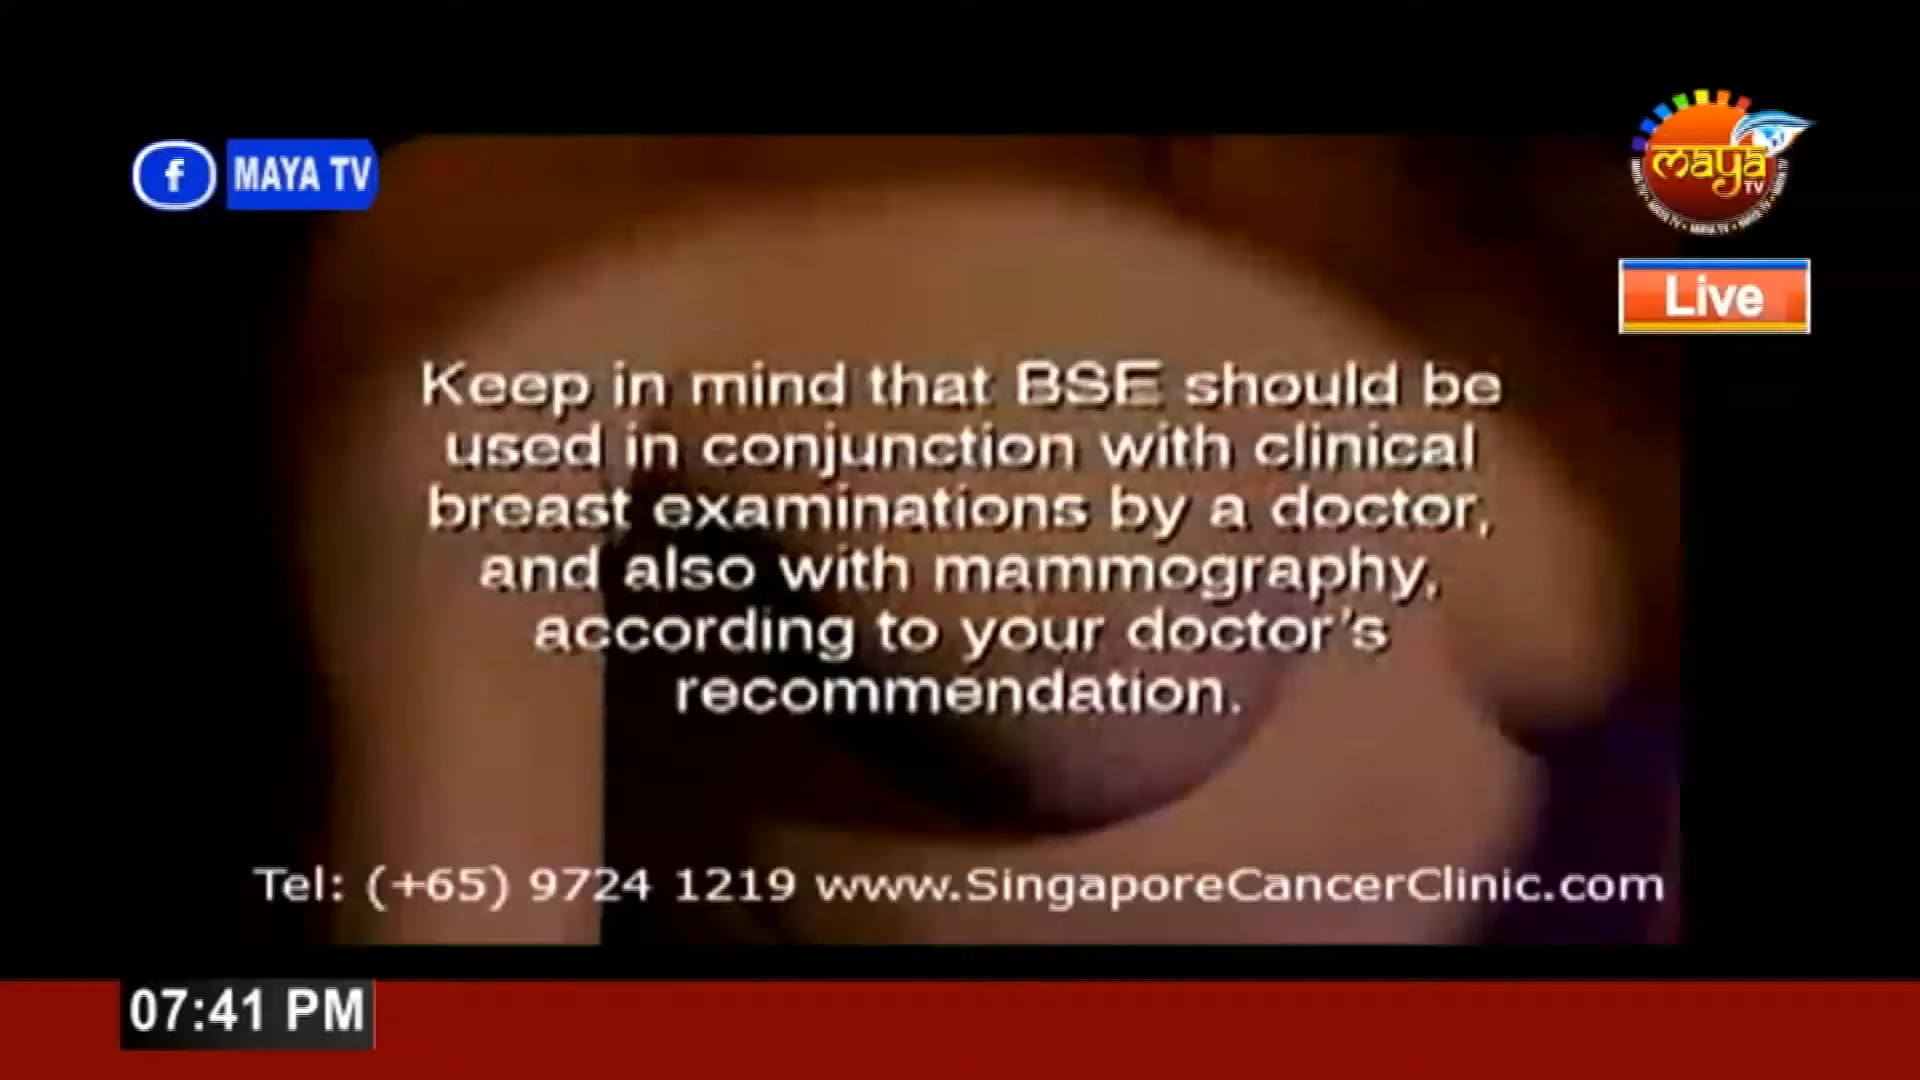 f MAYA TV
maya
TV
Live
Keep in mind that BSE should be
used in conjunction with clinical
breast examinations by a doctor,
and also with mammography,
according to your doctor's
recommendation.
Tel: (+65) 9724 1219 www.SingaporeCancerClinic.com
07:41 PM